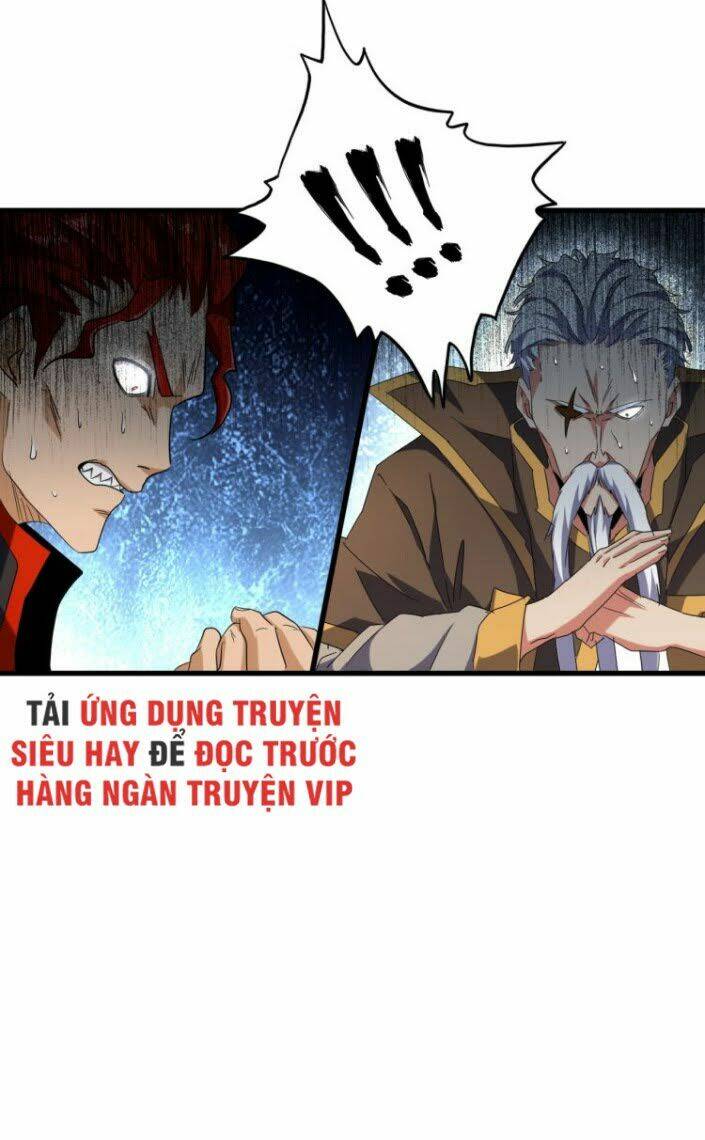 !!!
TẢI ỨNG DỤNG TRUYỆN
SIÊU HAY ĐỂ ĐỌC TRƯỚC
HÀNG NGÀN TRUYỆN VIP